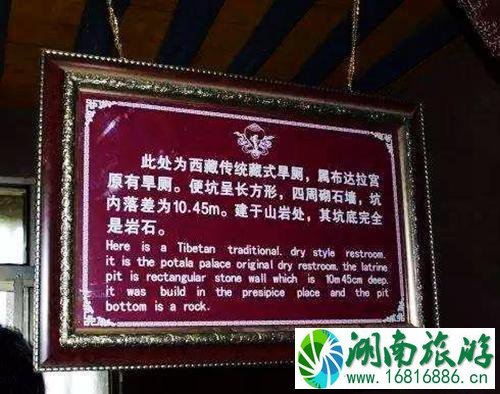 此处为西藏传统藏式旱厕，属布达拉宫
原有旱厕。便坑呈长方形，四周砌石墙，坑
内落差为10.45m。建于山岩处，其坑底完全
是岩石。
Here is a Tibetan traditional. dry style restroom.
it is the potala palace original dry restroom. the latrine
pit is rectangular stone wall which is 10m45cm deep.
it was build in the presipice place and the pit
bottom is a rock.
湖南旅游
www.16816886.cn